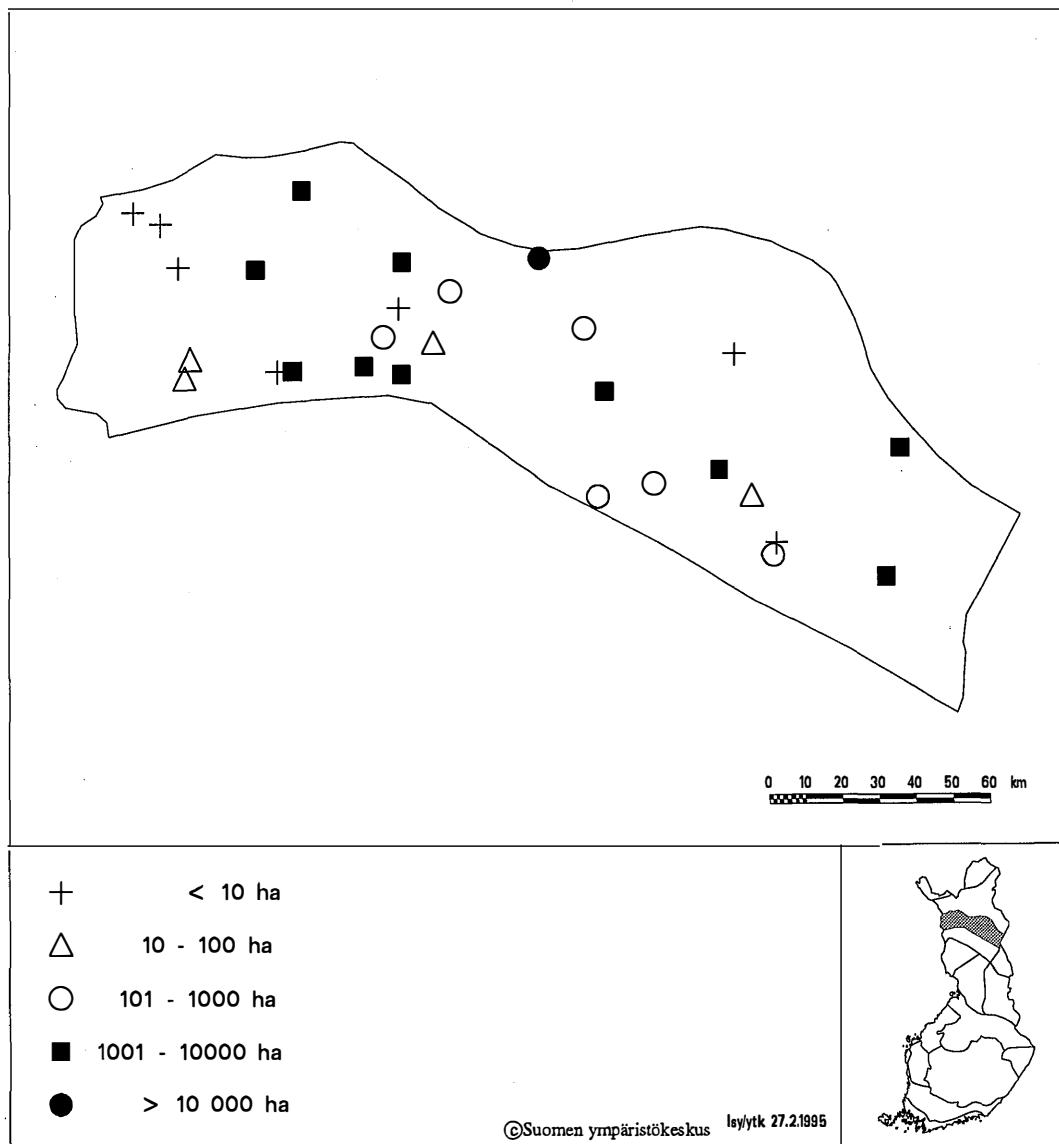 0 10 20 30 40 50 60 km
< 10 ha
10 - 100 ha
101 - 1000 ha
1001 - 10000 ha
> 10 000 ha
©Suomen ympäristökeskus lsy/ytk 27.2.1995